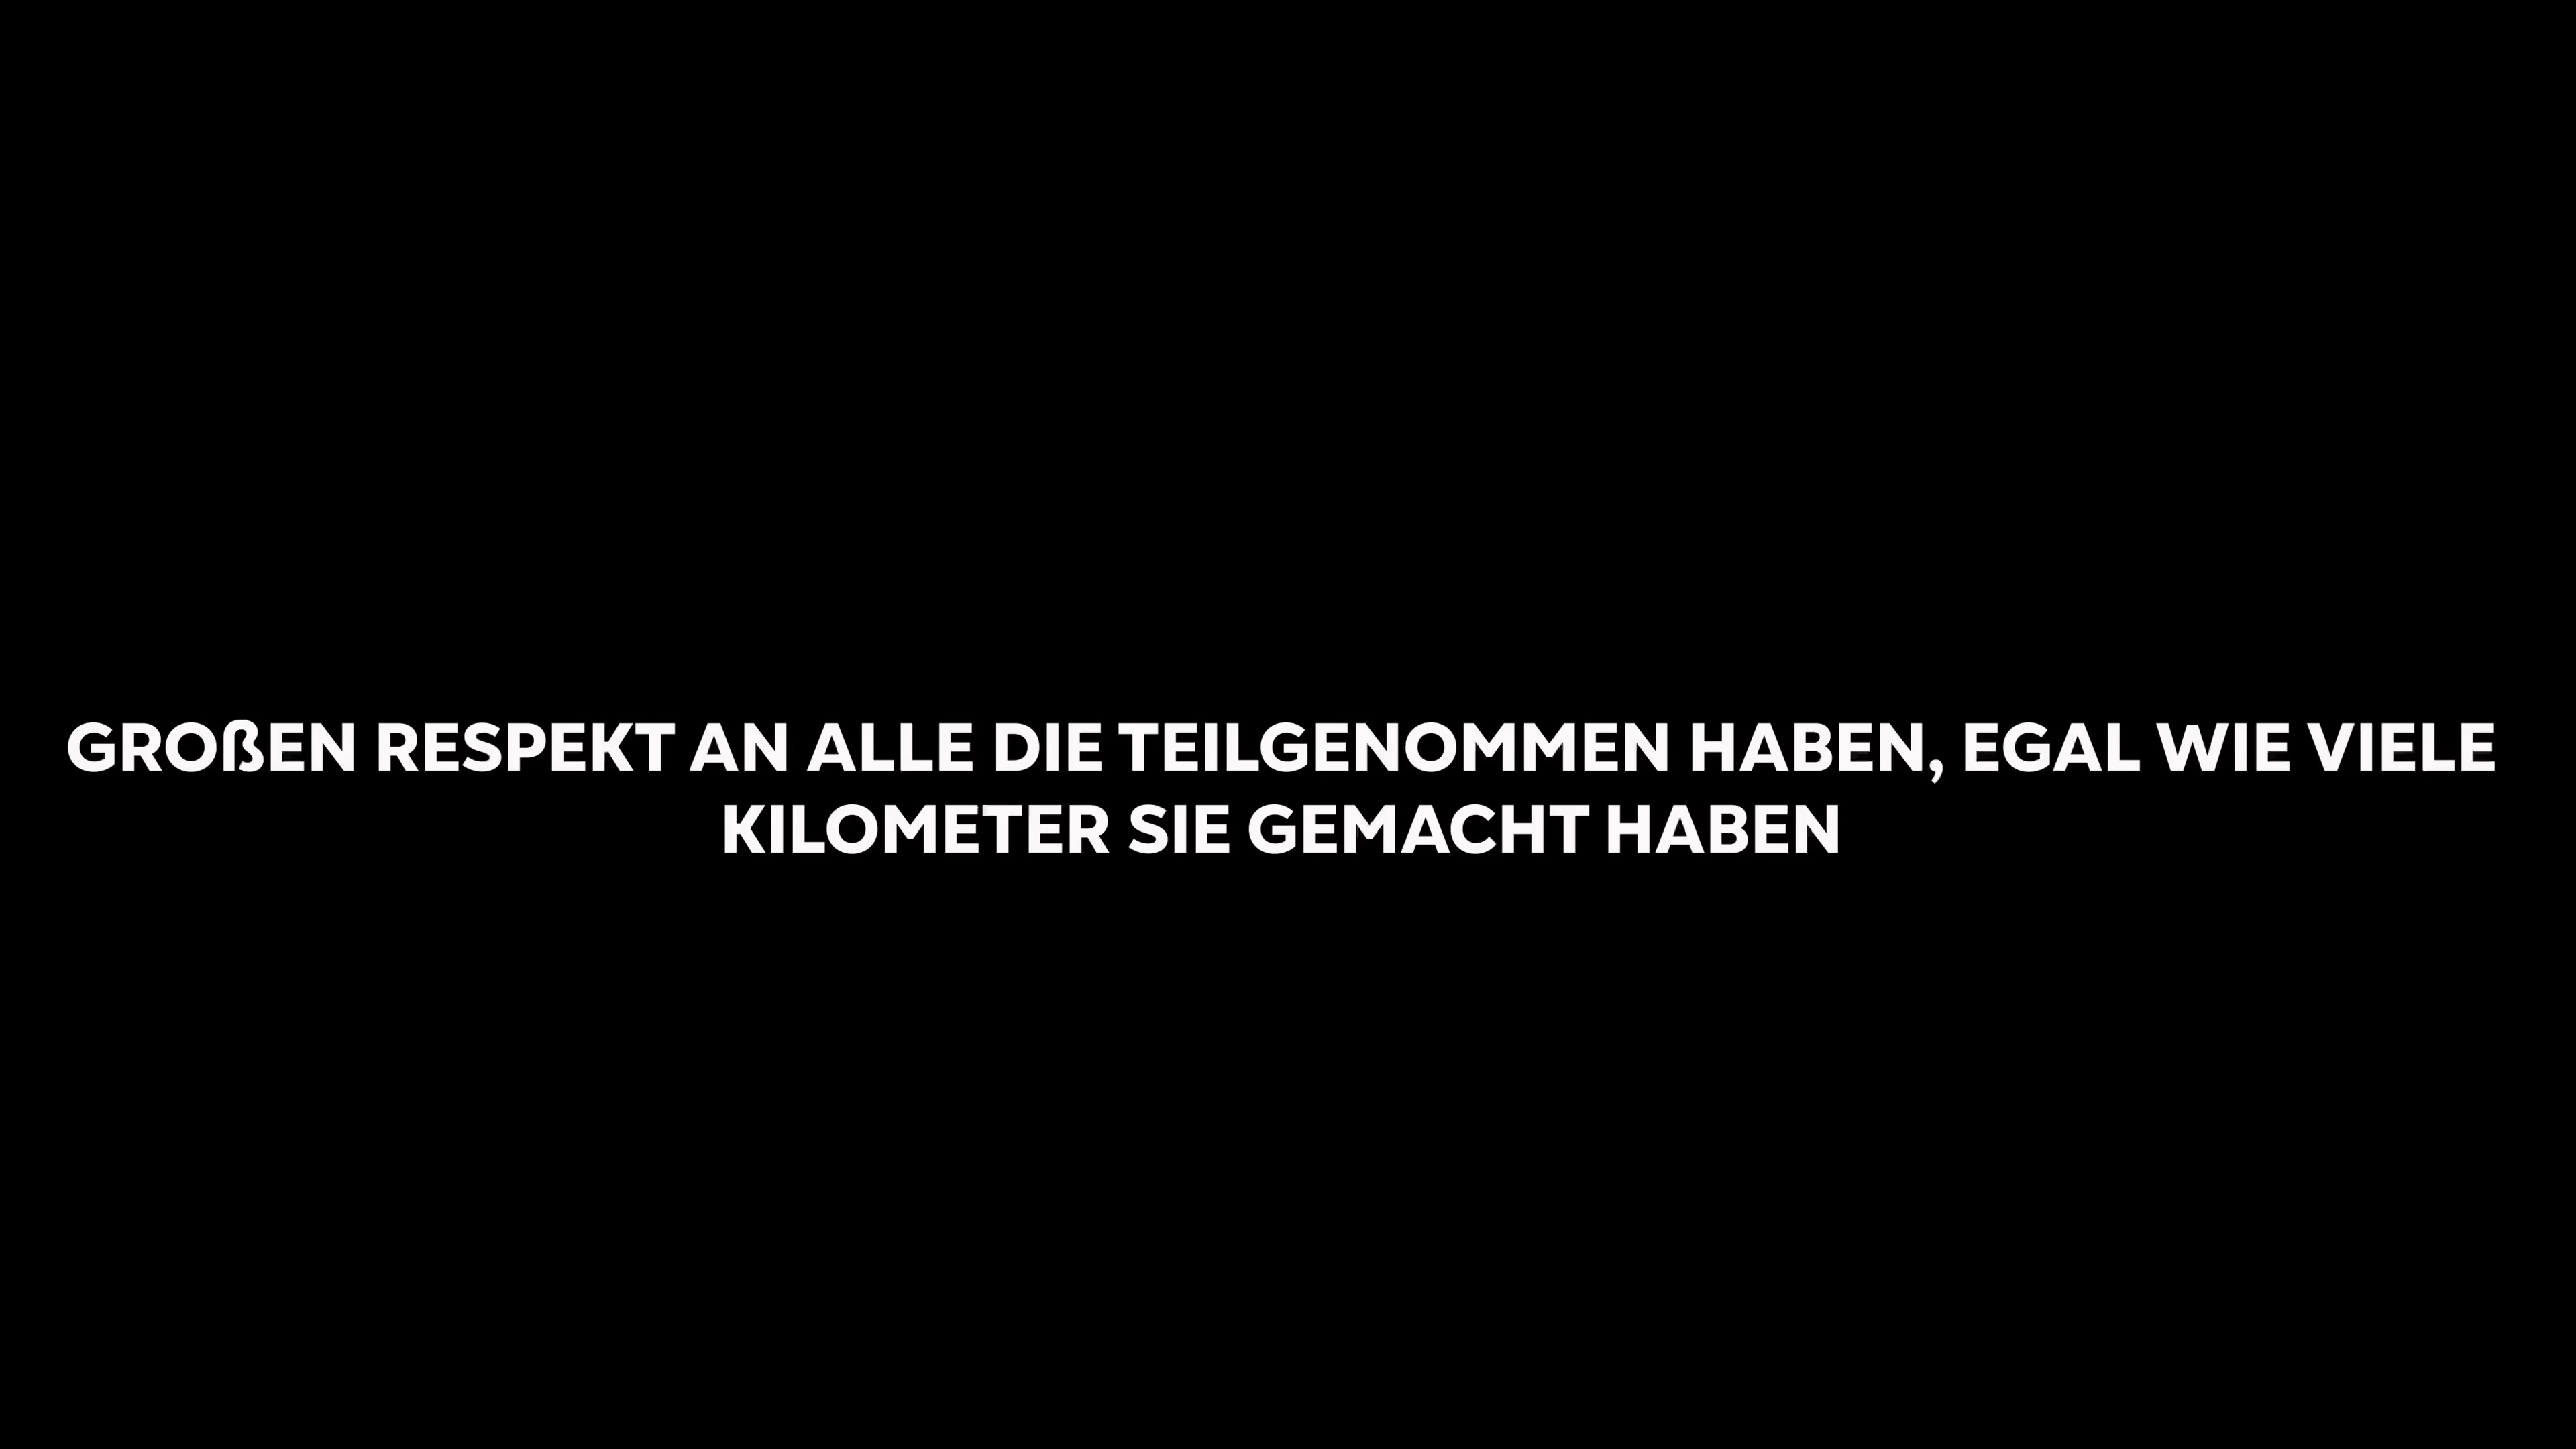 GROßEN RESPEKT AN ALLE DIE TEILGENOMMEN HABEN, EGAL WIE VIELE
KILOMETER SIE GEMACHT HABEN